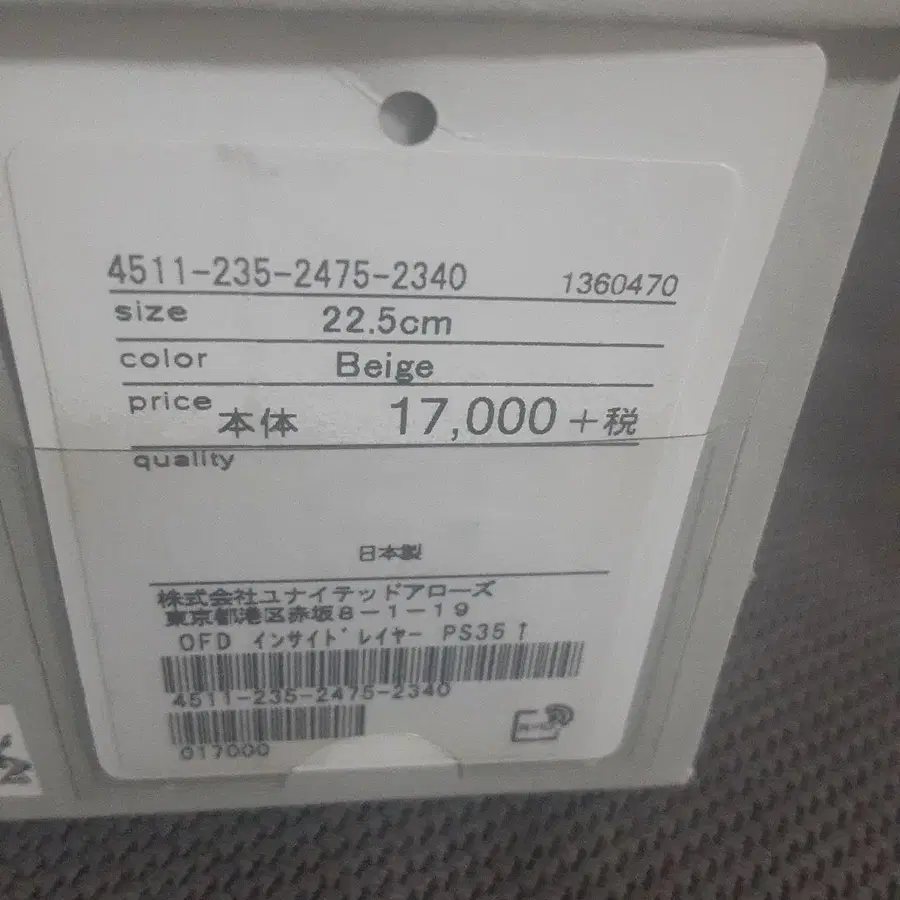 4511-235-2475-2340 1360470
size 22.5cm
color Beige
price 本体 17,000+税
quality
日本製
株式会社ユナイテッドアローズ
東京都港区赤坂8-1-19
OFD インサイドレイヤー PS35↑
4511-235-2475-2340
017000